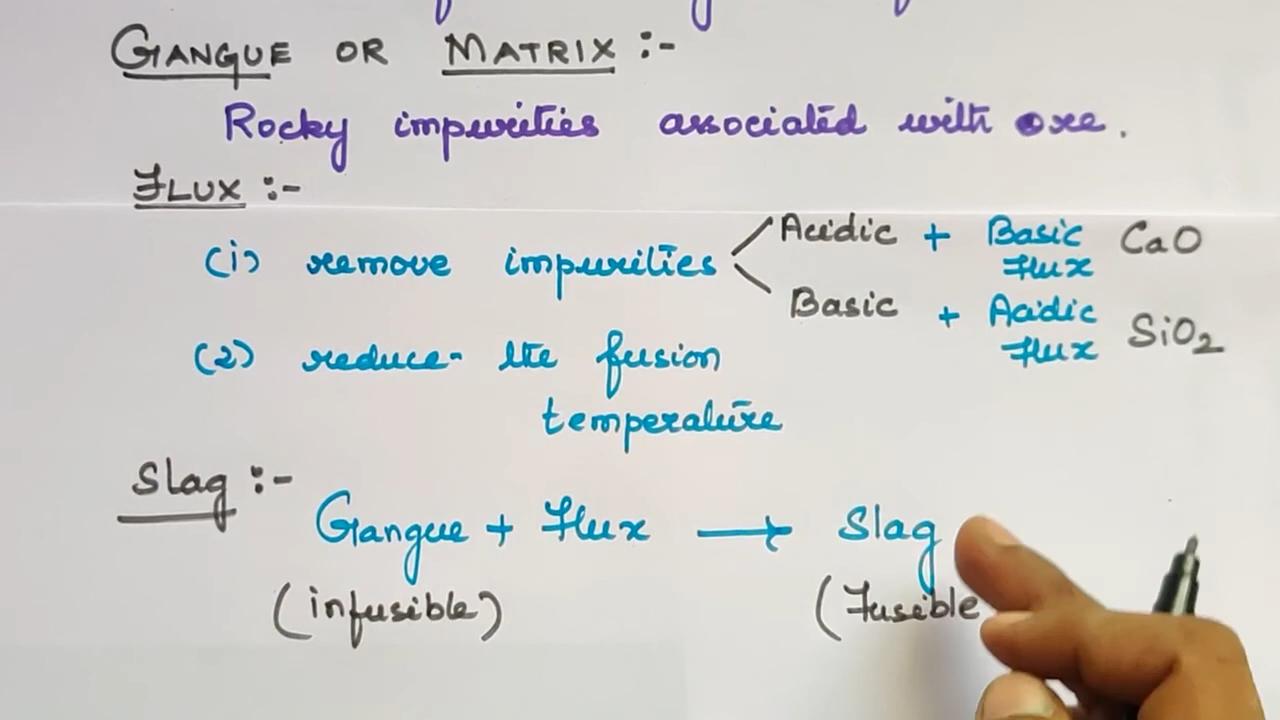 GANGUE OR MATRIX :-
Rocky impurities associated with ore.
FLUX :-
(i) remove impurities
Acidic + Basic Flux CaO
Basic + Acidic Flux SiO2
(2) reduce the fusion
temperature
Slag :-
Gangue + Flux → Slag
(infusible) (Fusible